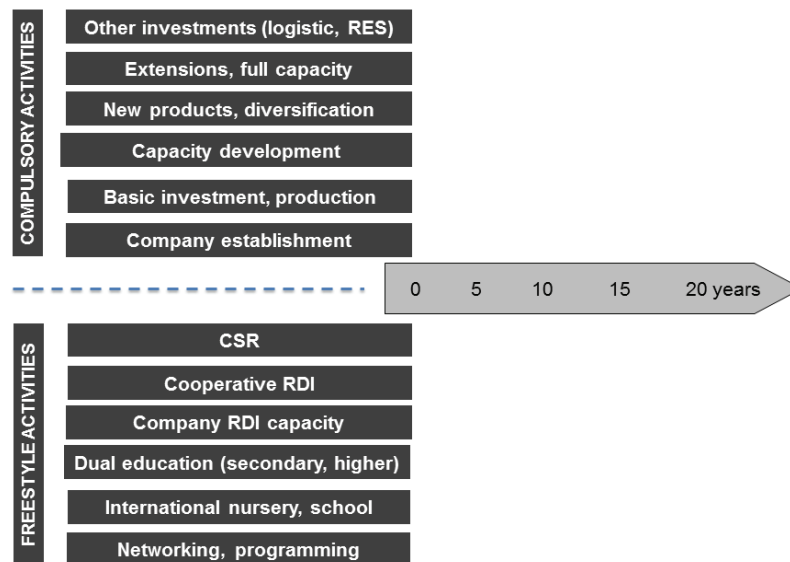 COMPULSORY ACTIVITIES
Other investments (logistic, RES)
Extensions, full capacity
New products, diversification
Capacity development
Basic investment, production
Company establishment
0 5 10 15 20 years
FREESTYLE ACTIVITIES
CSR
Cooperative RDI
Company RDI capacity
Dual education (secondary, higher)
International nursery, school
Networking, programming